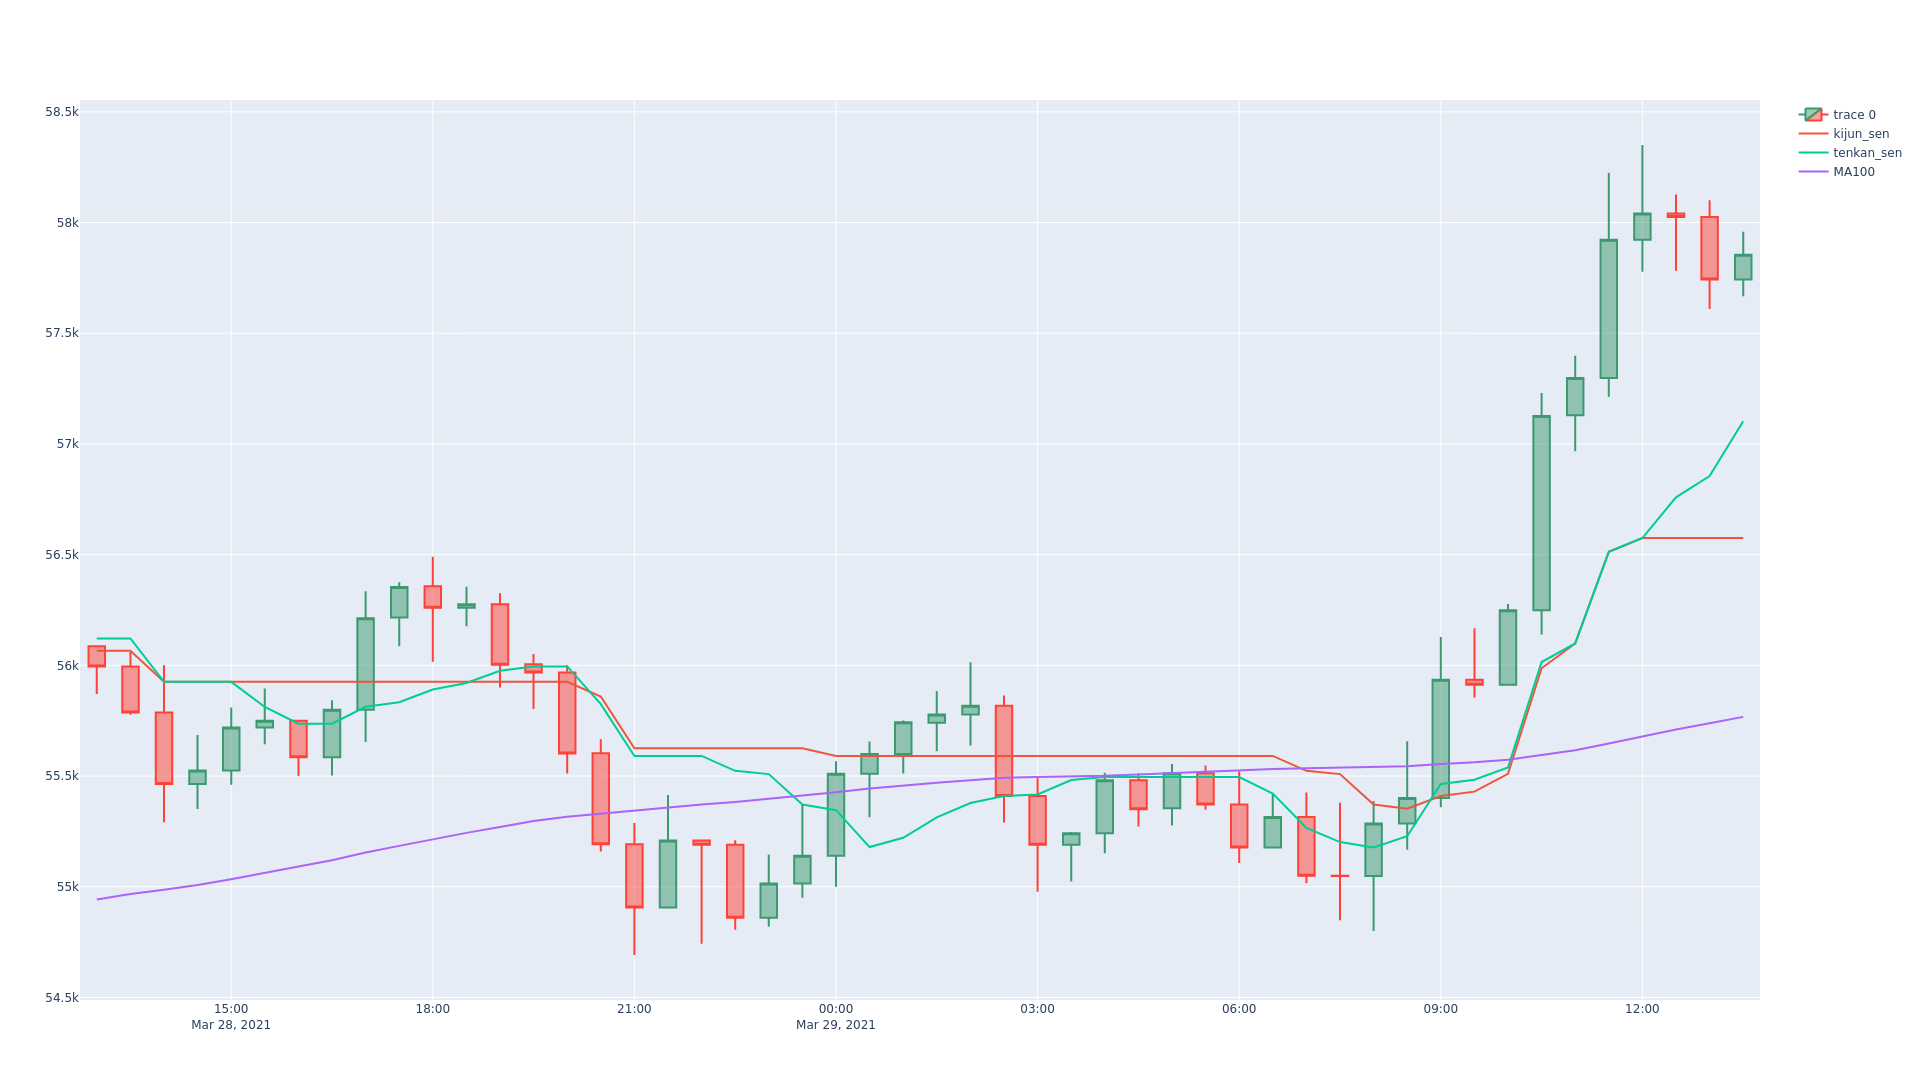 58.5k
58k
57.5k
57k
56.5k
56k
55.5k
55k
54.5k
15:00
Mar 28, 2021
18:00
21:00
00:00
Mar 29, 2021
03:00
06:00
09:00
12:00
trace 0
kijun_sen
tenkan_sen
MA100